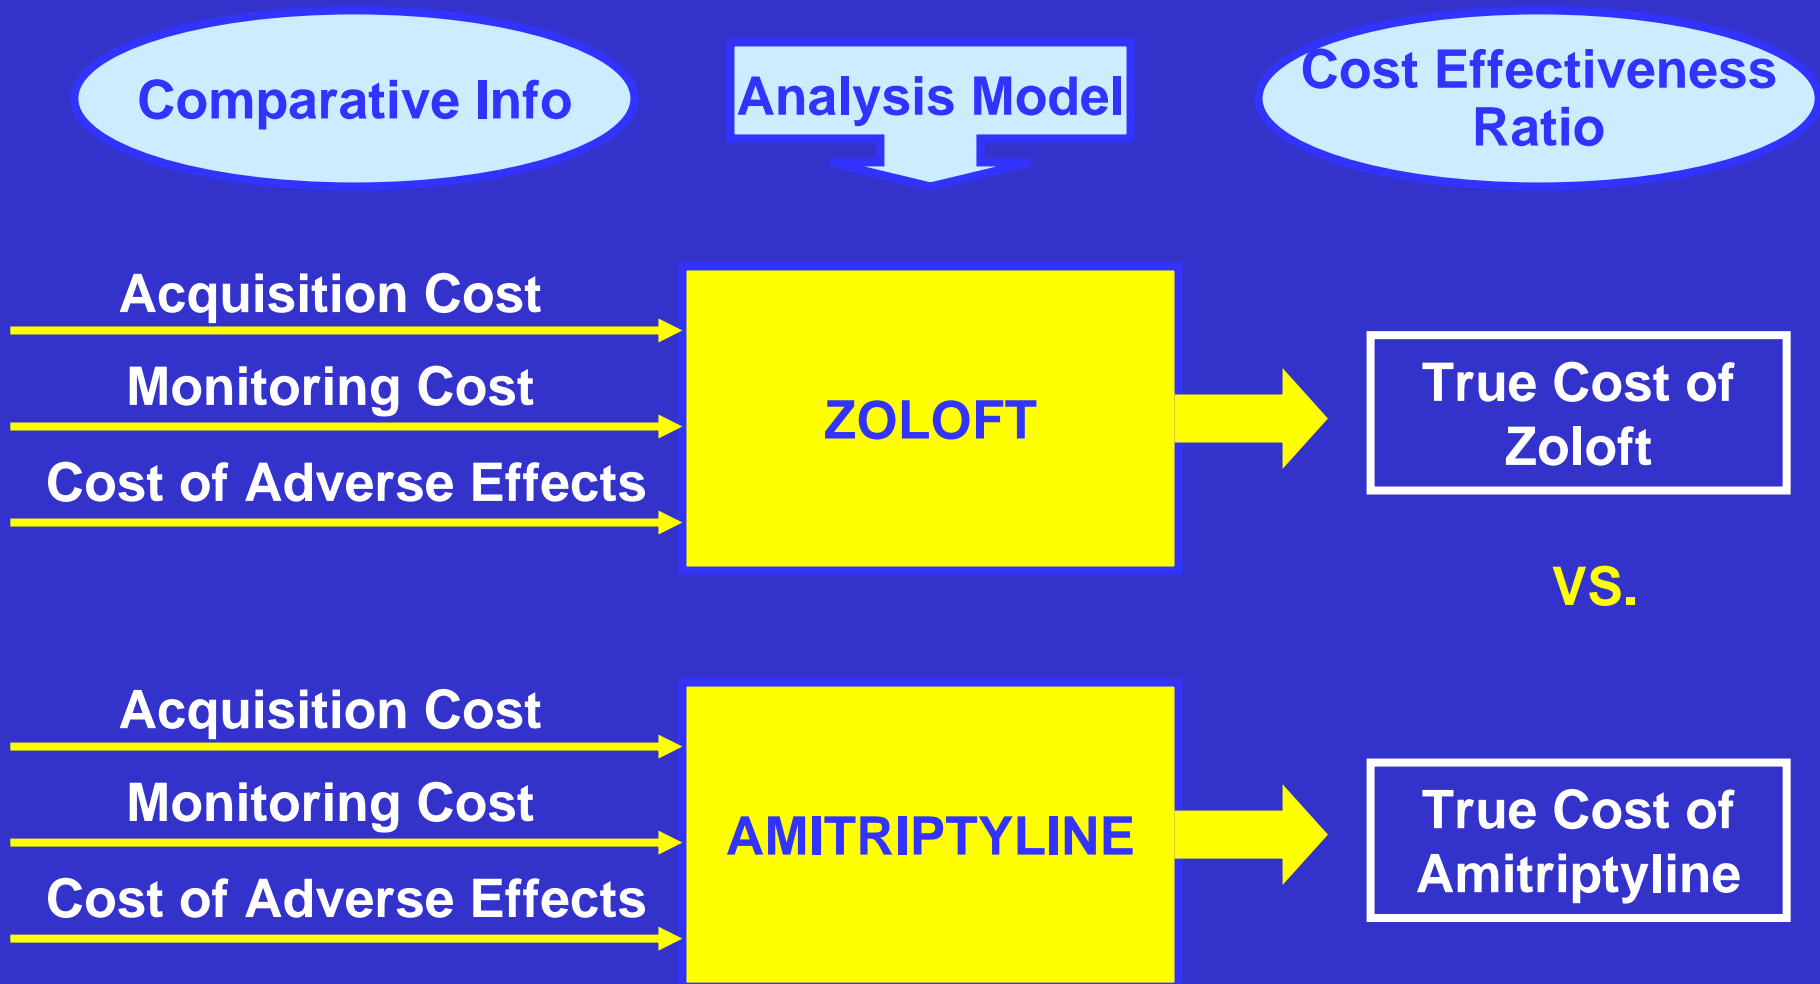 Comparative Info
Analysis Model
Cost Effectiveness
Ratio
Acquisition Cost
Monitoring Cost
Cost of Adverse Effects
ZOLOFT
True Cost of
Zoloft
VS.
Acquisition Cost
Monitoring Cost
Cost of Adverse Effects
AMITRIPTYLINE
True Cost of
Amitriptyline